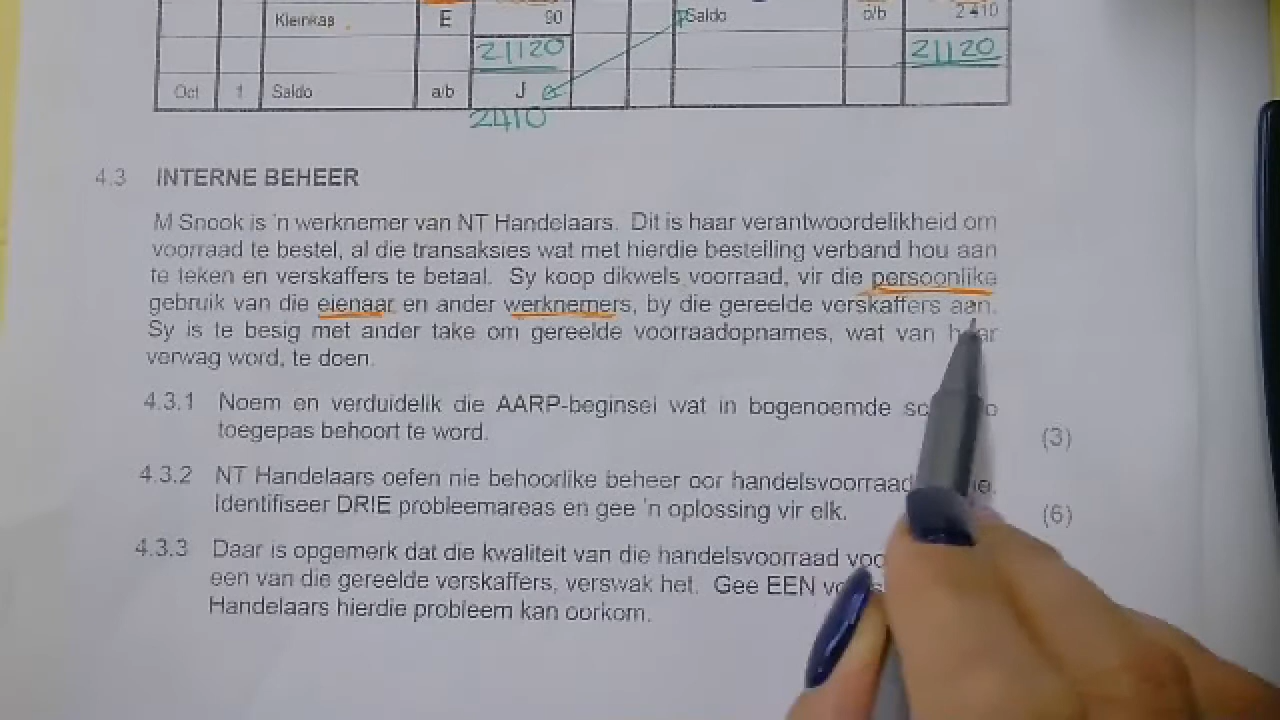 Kleinkas E 90 Saldo o/b 2 410
21120 21120
Oct 1 Saldo a/b J
2410
4.3 INTERNE BEHEER
M Snook is 'n werknemer van NT Handelaars. Dit is haar verantwoordelikheid om
voorraad te bestel, al die transaksies wat met hierdie bestelling verband hou aan
te teken en verskaffers te betaal. Sy koop dikwels voorraad, vir die persoonlike
gebruik van die eienaar en ander werknemers, by die gereelde verskaffers aan.
Sy is te besig met ander take om gereelde voorraadopnames, wat van haar
verwag word, te doen.
4.3.1 Noem en verduidelik die AARP-beginsel wat in bogenoemde
toegepas behoort te word. (3)
4.3.2 NT Handelaars oefen nie behoorlike beheer oor handelsvoorraad
Identifiseer DRIE probleemareas en gee 'n oplossing vir elk. (6)
4.3.3 Daar is opgemerk dat die kwaliteit van die handelsvoorraad
een van die gereelde verskaffers, verswak het. Gee EEN
Handelaars hierdie probleem kan oorkom.